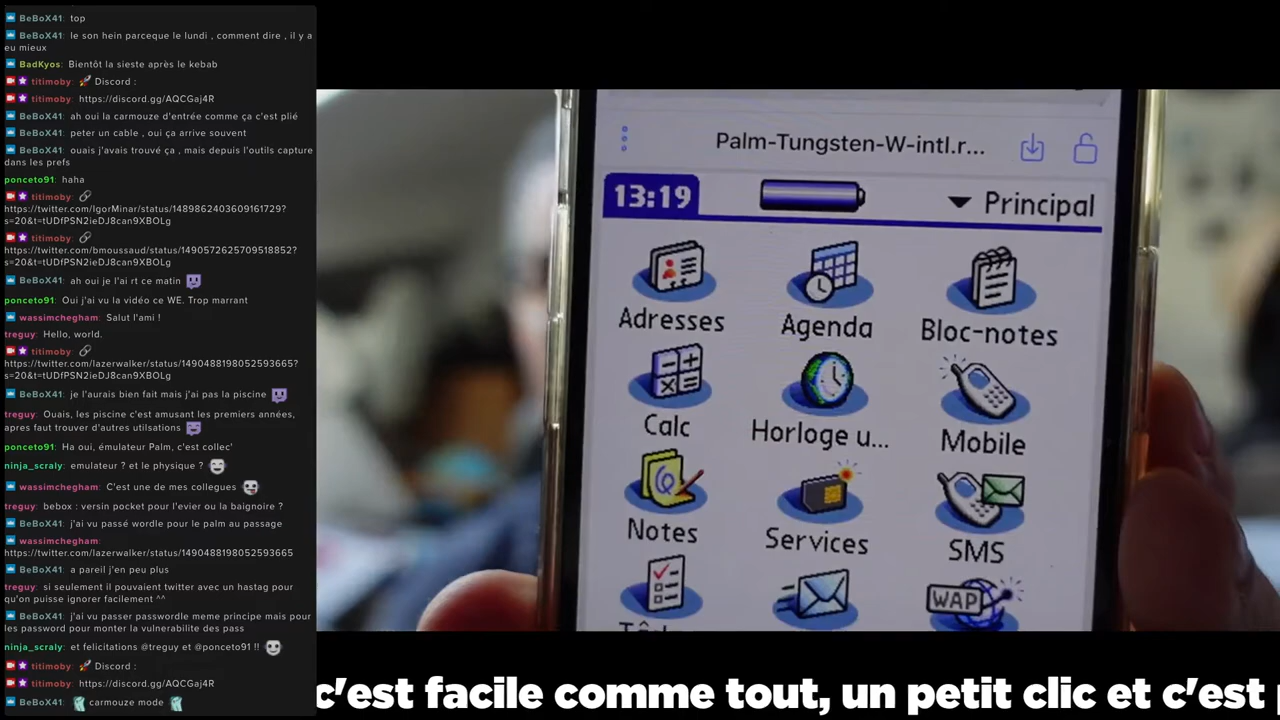 BeBoX41: top
BeBoX41: le son hein parceque le lundi , comment dire , il y a
eu mieux
BadKyos: Bientôt la sieste après le kebab
titimoby: 🚀 Discord :
titimoby: https://discord.gg/AQCGaj4R
BeBoX41: ah oui la carmouze d'entrée comme ça c'est plié
BeBoX41: peter un cable , oui ça arrive souvent
BeBoX41: ouais j'avais trouvé ça , mais depuis l'outils capture
dans les prefs
ponceto91: haha
titimoby: 🔗
https://twitter.com/IgorMinar/status/1489862403609161729?
s=20&t=tUDfPSN2ieDJ8can9XBOLg
titimoby: 🔗
https://twitter.com/bmoussaud/status/1490572625709518852?
s=20&t=tUDfPSN2ieDJ8can9XBOLg
BeBoX41: ah oui je l'ai rt ce matin
ponceto91: Oui j'ai vu la vidéo ce WE. Trop marrant
wassimchegham: Salut l'ami !
treguy: Hello, world.
titimoby: 🔗
https://twitter.com/lazerwalker/status/1490488198052593665?
s=20&t=tUDfPSN2ieDJ8can9XBOLg
BeBoX41: je l'aurais bien fait mais j'ai pas la piscine
treguy: Ouais, les piscine c'est amusant les premiers années,
apres faut trouver d'autres utilsations
ponceto91: Ha oui, émulateur Palm, c'est collec'
ninja_scraly: emulateur ? et le physique ?
wassimchegham: C'est une de mes collegues
treguy: bebox : versin pocket pour l'evier ou la baignoire ?
BeBoX41: j'ai vu passé wordle pour le palm au passage
wassimchegham:
https://twitter.com/lazerwalker/status/1490488198052593665
BeBoX41: a pareil j'en peu plus
treguy: si seulement il pouvaient twitter avec un hastag pour
qu'on puisse ignorer facilement ^^
BeBoX41: j'ai vu passer passwordle meme principe mais pour
les password pour monter la vulnerabilite des pass
ninja_scraly: et felicitations @treguy et @ponceto91 !!
titimoby: 🚀 Discord :
titimoby: https://discord.gg/AQCGaj4R
BeBoX41: carmouze mode
Palm-Tungsten-W-intl.r...
13:19
Principal
Adresses
Agenda
Bloc-notes
Calc
Horloge u...
Mobile
Notes
Services
SMS
WAP
c'est facile comme tout, un petit clic et c'est